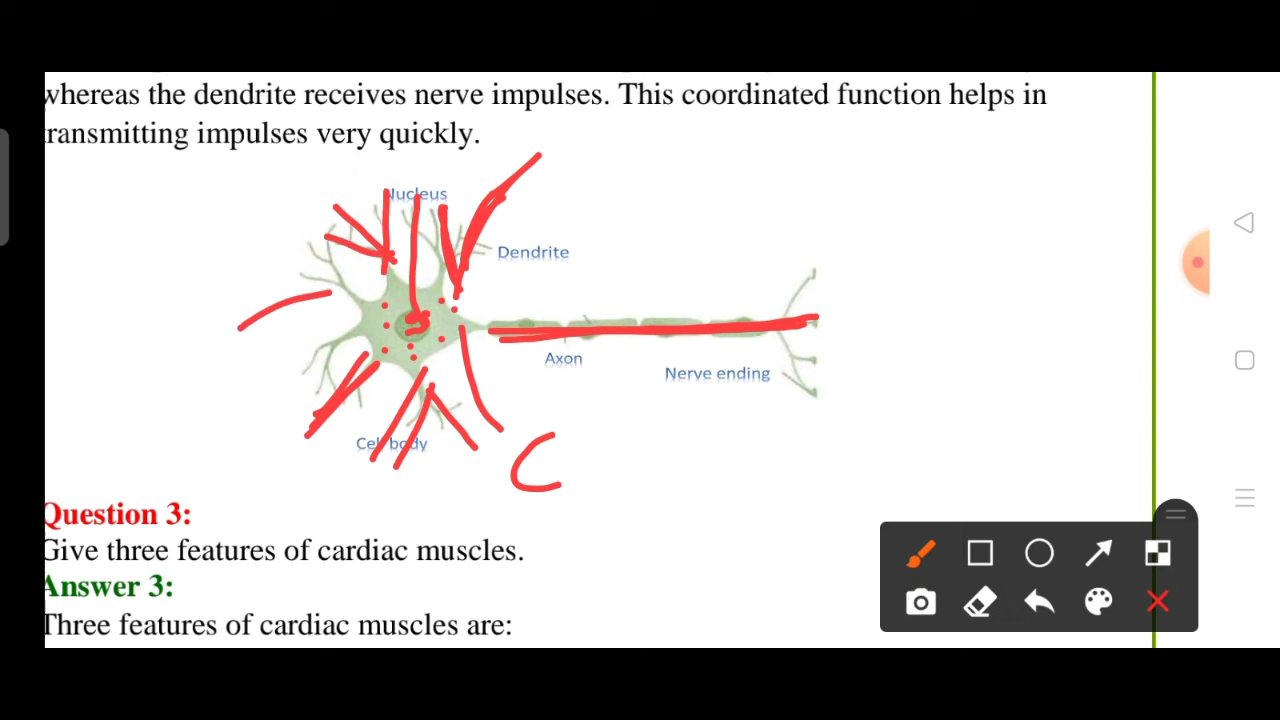 whereas the dendrite receives nerve impulses. This coordinated function helps in
transmitting impulses very quickly.
Nucleus
Dendrite
Axon
Nerve ending
Cell body
C
Question 3:
Give three features of cardiac muscles.
Answer 3:
Three features of cardiac muscles are: